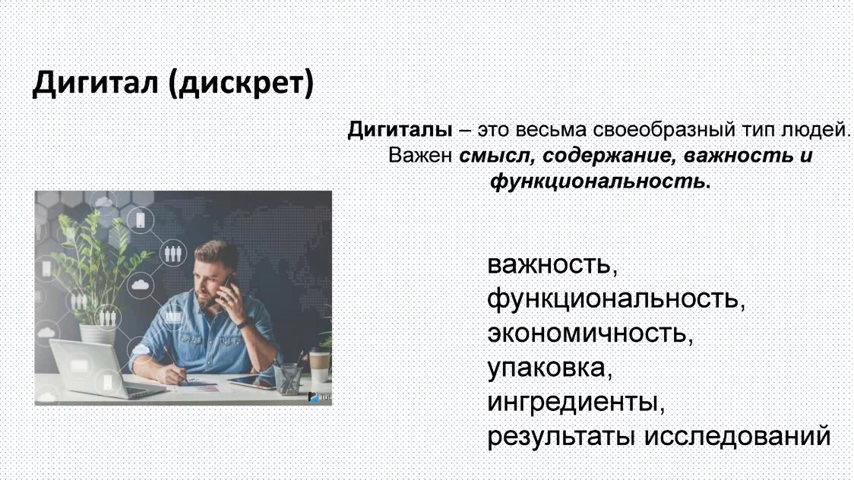 Дигитал (дискрет)
Дигиталы – это весьма своеобразный тип людей.
Важен смысл, содержание, важность и
функциональность.
важность,
функциональность,
экономичность,
упаковка,
ингредиенты,
результаты исследований